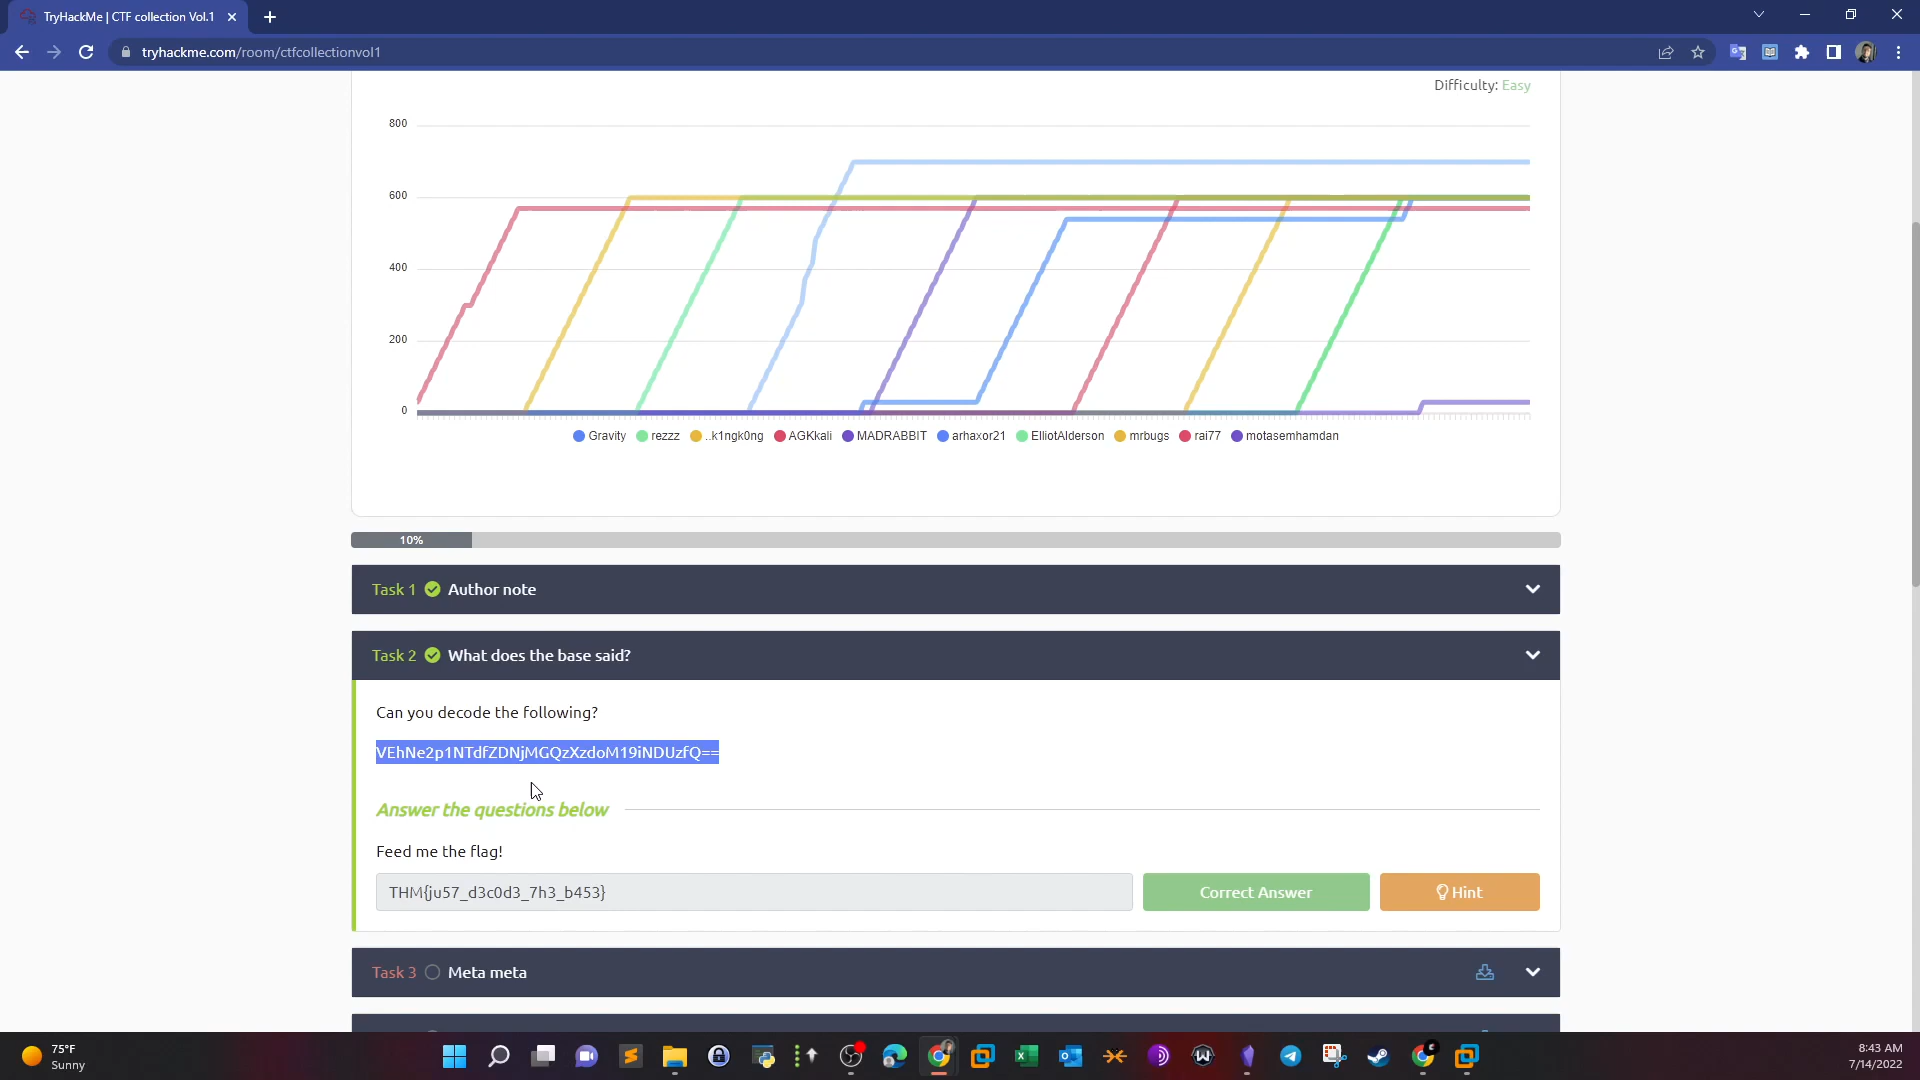 TryHackMe | CTF collection Vol.1
tryhackme.com/room/ctfcollectionvol1
Difficulty: Easy
800
600
400
200
0
Gravity rezzz ..k1ngk0ng AGKkali MADRABBIT arhaxor21 ElliotAlderson mrbugs rai77 motasemhamdan
10%
Task 1 Author note
Task 2 What does the base said?
Can you decode the following?
VEhNe2p1NTdfZDNjMGQzXzdoM19iNDUzfQ==
Answer the questions below
Feed me the flag!
THM{ju57_d3c0d3_7h3_b453}
Correct Answer
Hint
Task 3 Meta meta
75°F
Sunny
8:43 AM
7/14/2022